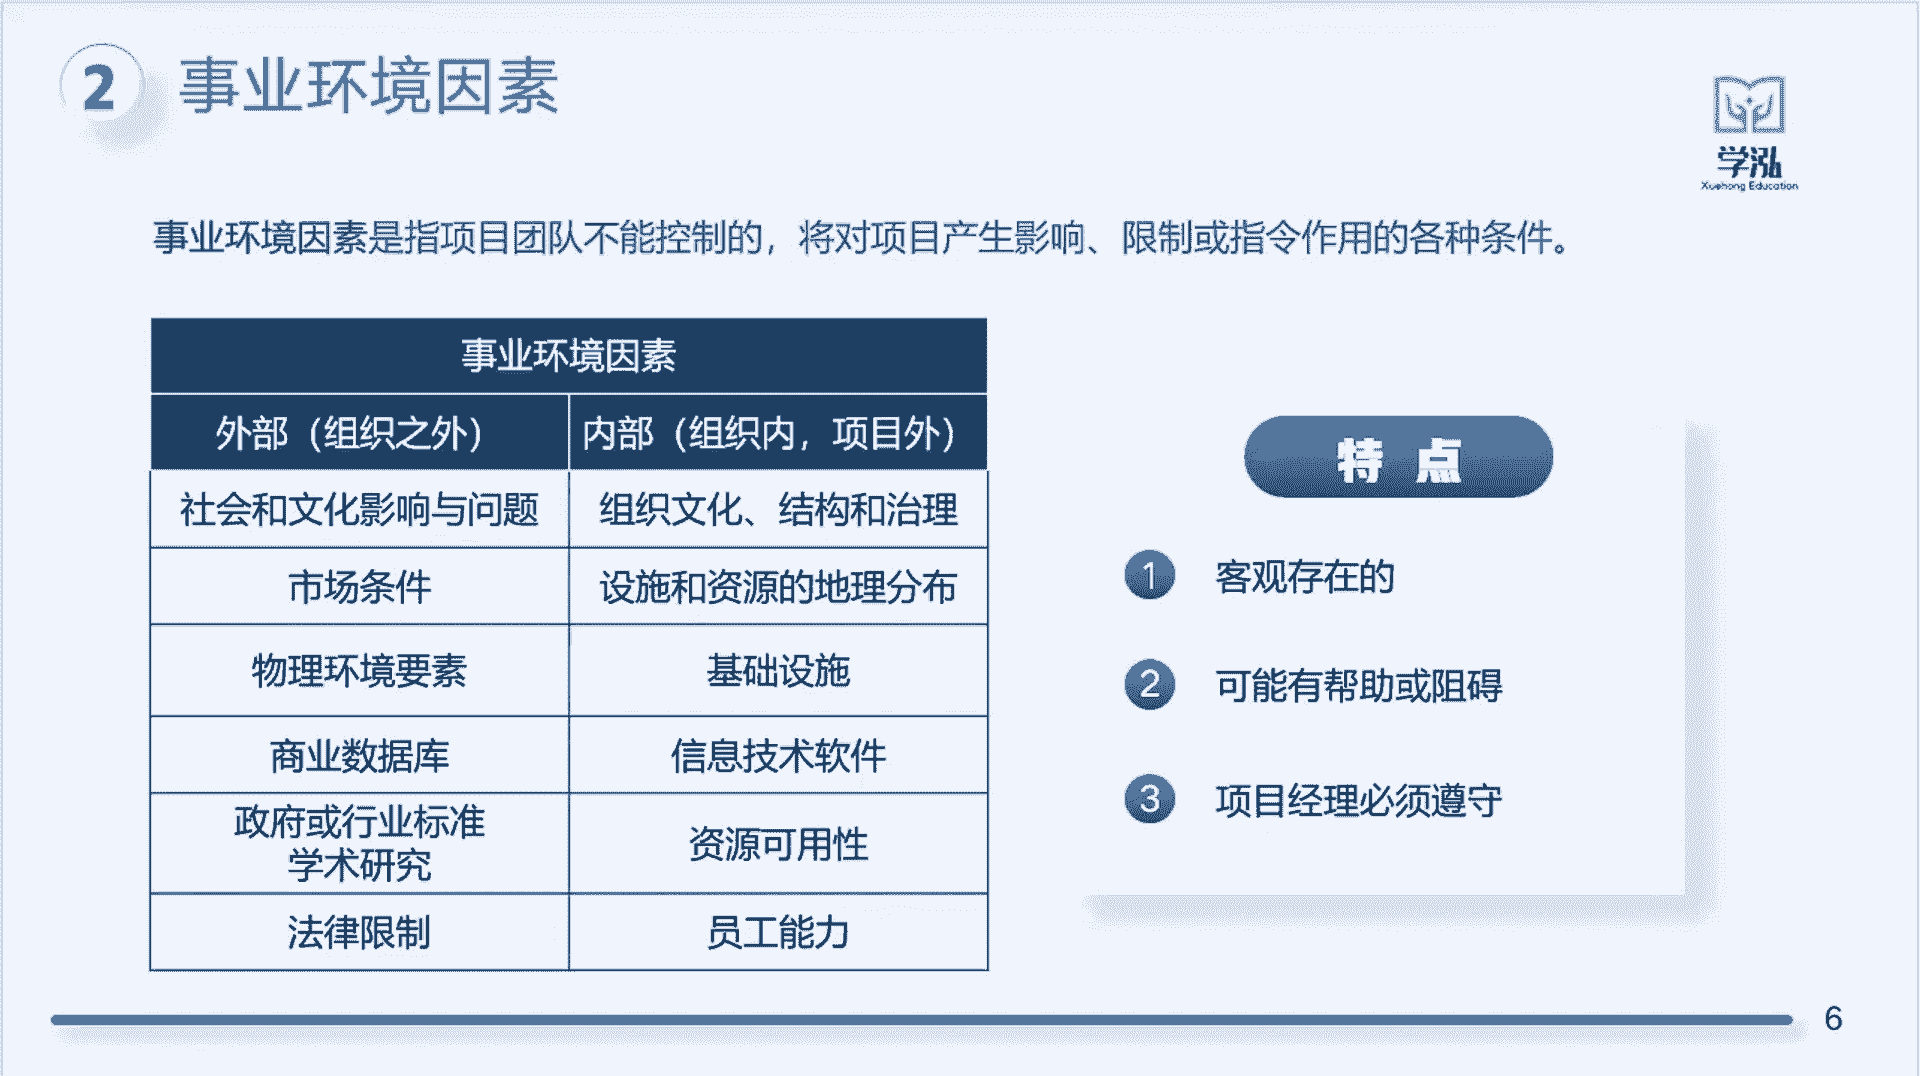 2 事业环境因素
学泓
Xuehong Education
事业环境因素是指项目团队不能控制的，将对项目产生影响、限制或指令作用的各种条件。
事业环境因素
外部（组织之外） 内部（组织内，项目外）
社会和文化影响与问题 组织文化、结构和治理
市场条件 设施和资源的地理分布
物理环境要素 基础设施
商业数据库 信息技术软件
政府或行业标准
学术研究
资源可用性
法律限制 员工能力
特 点
1 客观存在的
2 可能有帮助或阻碍
3 项目经理必须遵守
6